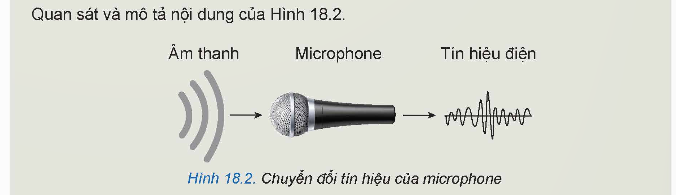 Quan sát và mô tả nội dung của Hình 18.2.
Âm thanh Microphone Tín hiệu điện
Hình 18.2. Chuyển đổi tín hiệu của microphone